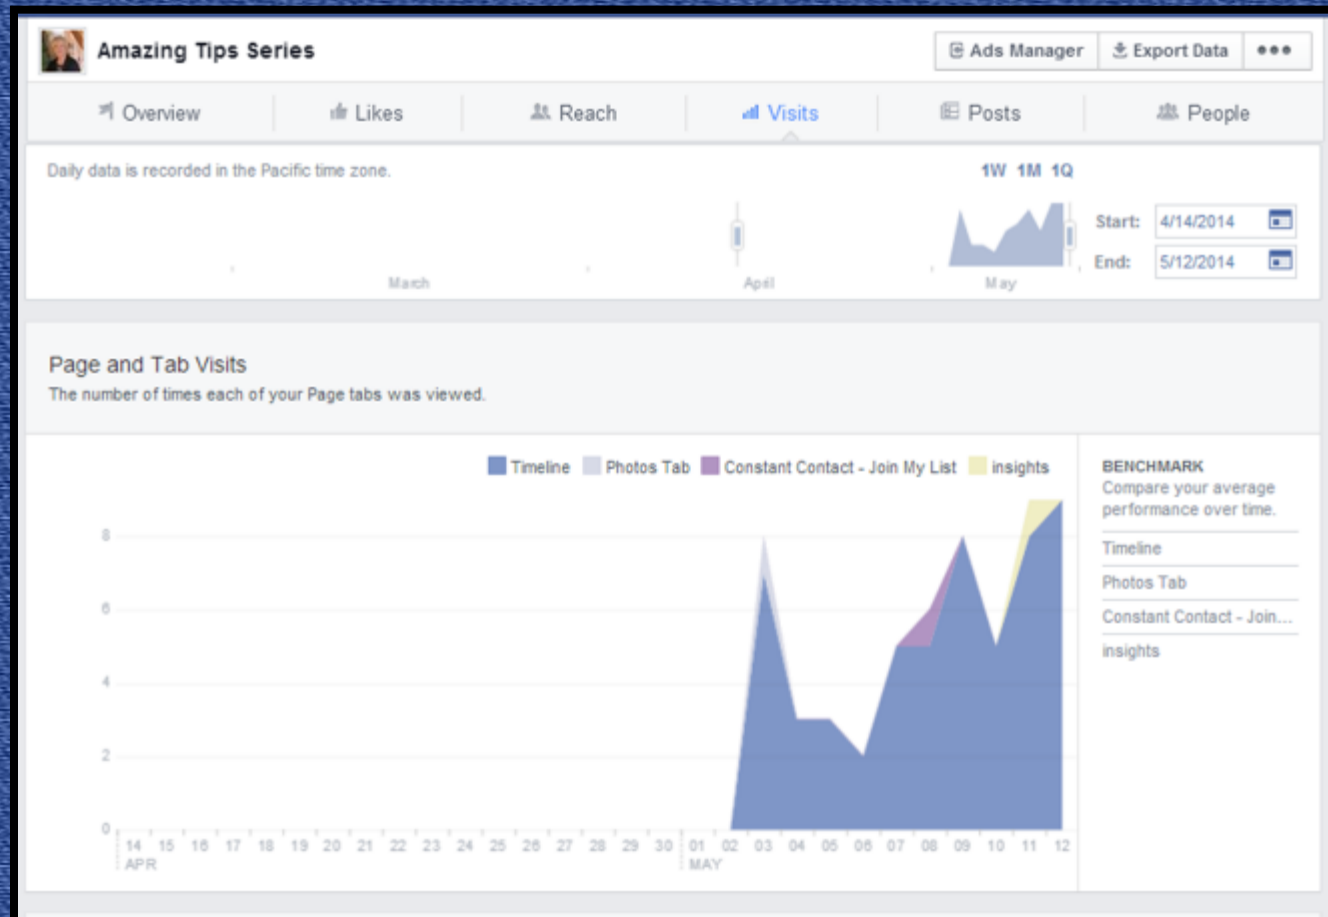 Amazing Tips Series
Ads Manager Export Data
Overview Likes Reach Visits Posts People
Daily data is recorded in the Pacific time zone.
1W 1M 1Q
Start: 4/14/2014
End: 5/12/2014
March April May
Page and Tab Visits
The number of times each of your Page tabs was viewed.
Timeline Photos Tab Constant Contact - Join My List insights
8
6
4
2
0
14 15 16 17 18 19 20 21 22 23 24 25 26 27 28 29 30 01 02 03 04 05 06 07 08 09 10 11 12
APR MAY
BENCHMARK
Compare your average
performance over time.
Timeline
Photos Tab
Constant Contact - Join...
insights